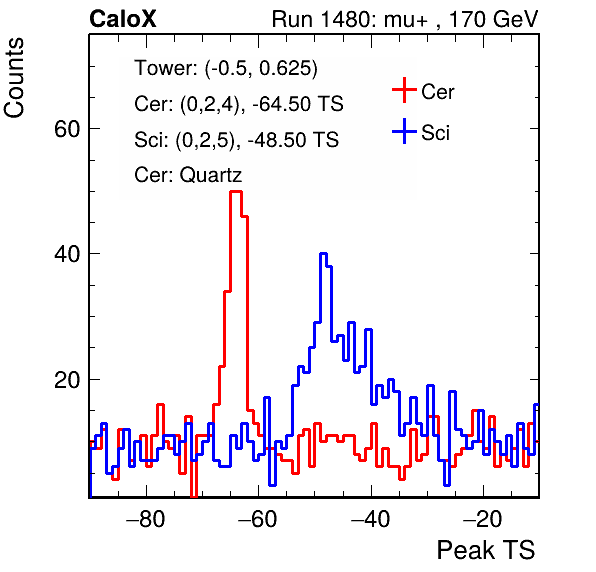 CaloX Run 1480: mu+ , 170 GeV
Counts
Tower: (-0.5, 0.625)
Cer: (0,2,4), -64.50 TS
Sci: (0,2,5), -48.50 TS
Cer: Quartz
Cer
Sci
60
40
20
−80 −60 −40 −20
Peak TS